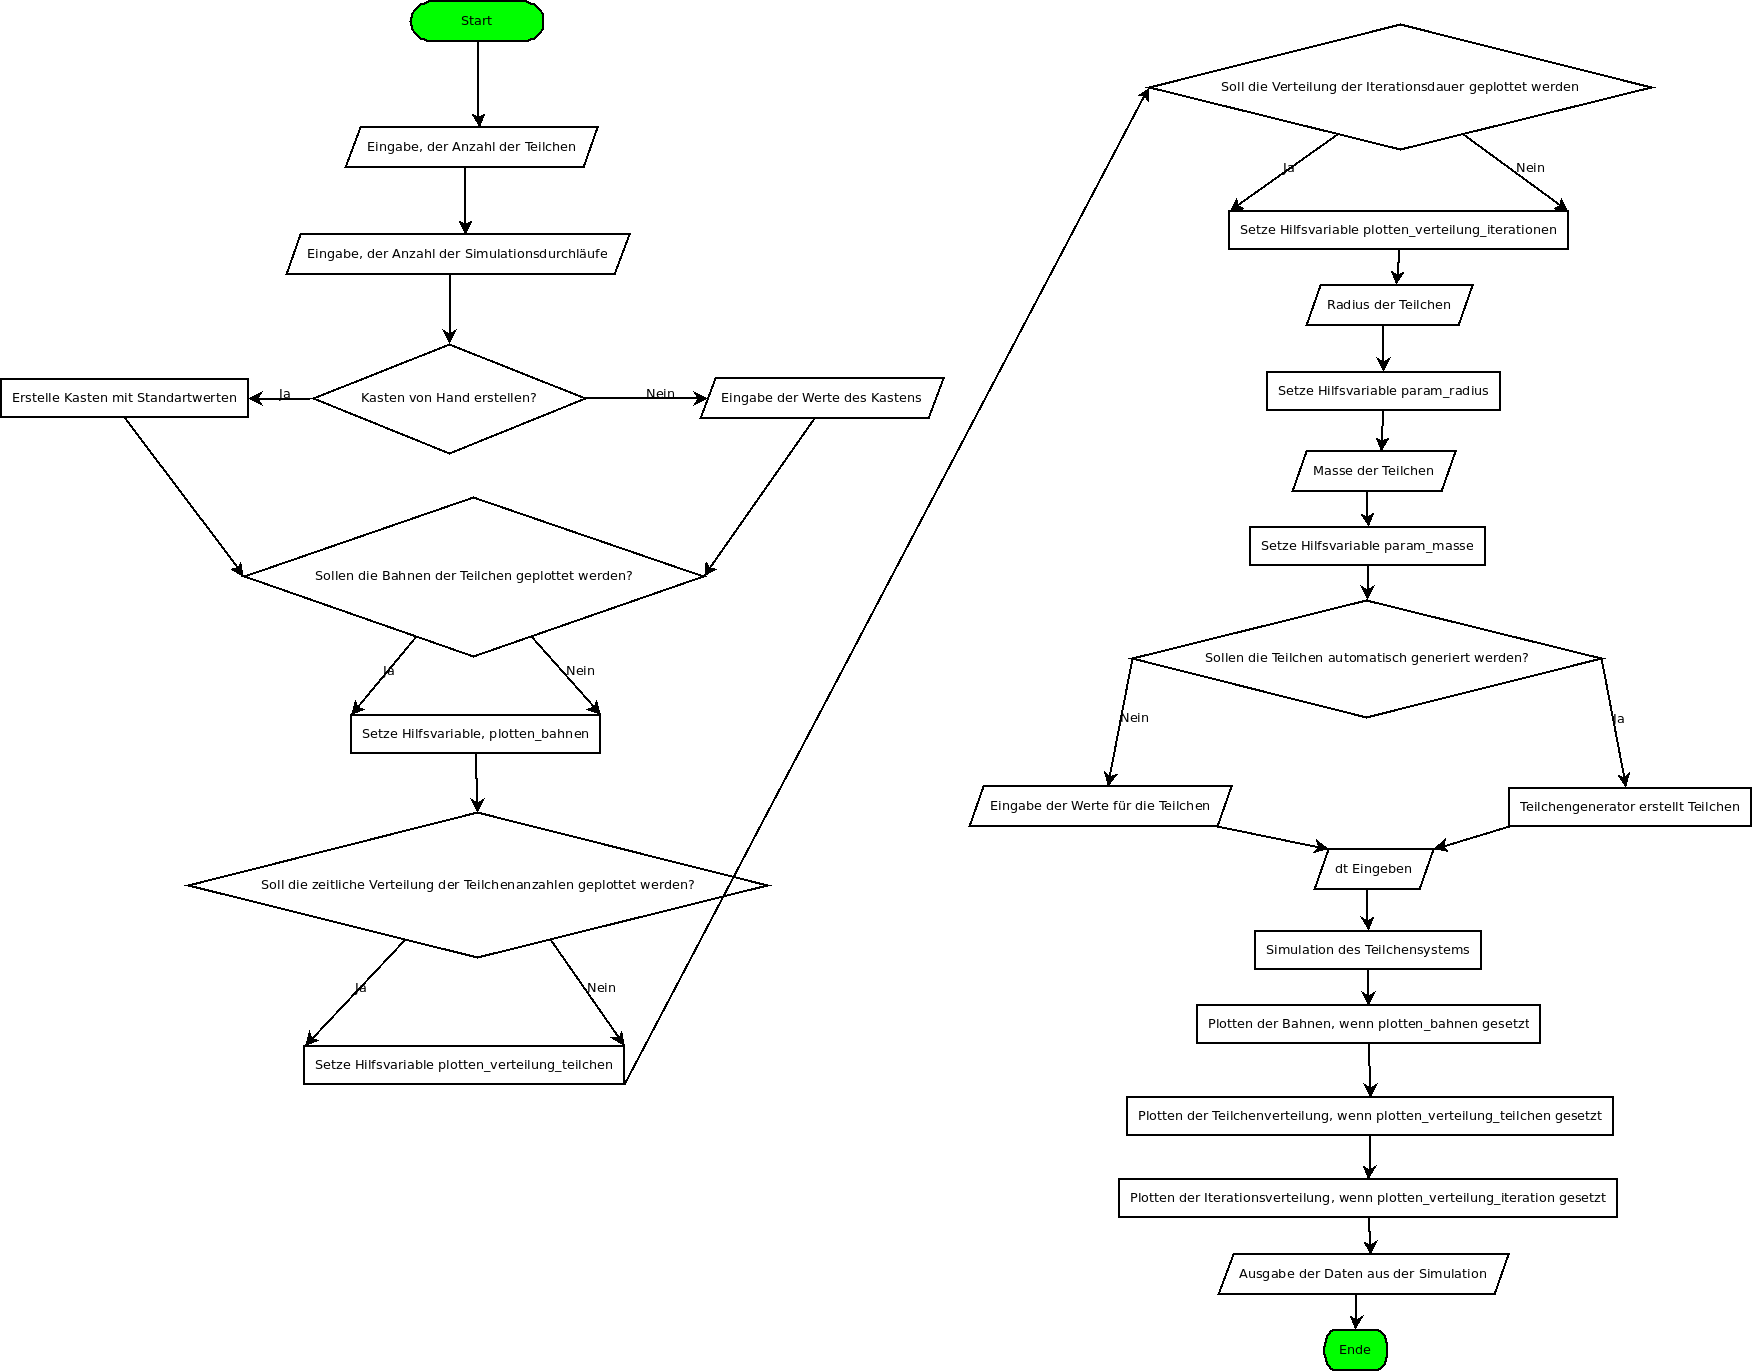 Start
Eingabe, der Anzahl der Teilchen
Eingabe, der Anzahl der Simulationsdurchläufe
Kasten von Hand erstellen?
Ja
Nein
Erstelle Kasten mit Standartwerten
Eingabe der Werte des Kastens
Sollen die Bahnen der Teilchen geplottet werden?
Ja
Nein
Setze Hilfsvariable, plotten_bahnen
Soll die zeitliche Verteilung der Teilchenanzahlen geplottet werden?
Ja
Nein
Setze Hilfsvariable plotten_verteilung_teilchen
Soll die Verteilung der Iterationsdauer geplottet werden
Ja
Nein
Setze Hilfsvariable plotten_verteilung_iterationen
Radius der Teilchen
Setze Hilfsvariable param_radius
Masse der Teilchen
Setze Hilfsvariable param_masse
Sollen die Teilchen automatisch generiert werden?
Nein
Ja
Eingabe der Werte für die Teilchen
Teilchengenerator erstellt Teilchen
dt Eingeben
Simulation des Teilchensystems
Plotten der Bahnen, wenn plotten_bahnen gesetzt
Plotten der Teilchenverteilung, wenn plotten_verteilung_teilchen gesetzt
Plotten der Iterationsverteilung, wenn plotten_verteilung_iteration gesetzt
Ausgabe der Daten aus der Simulation
Ende